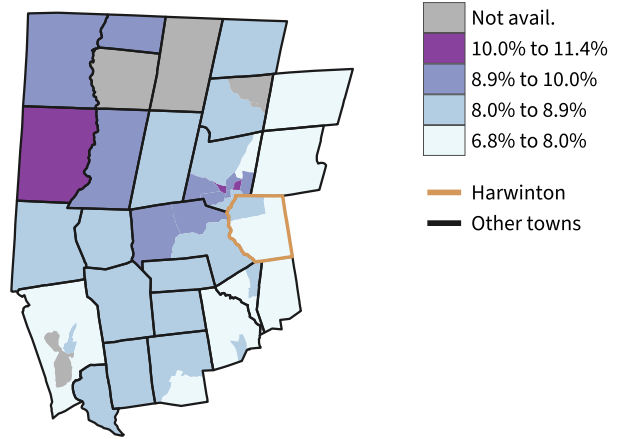 Not avail.
10.0% to 11.4%
8.9% to 10.0%
8.0% to 8.9%
6.8% to 8.0%
Harwinton
Other towns